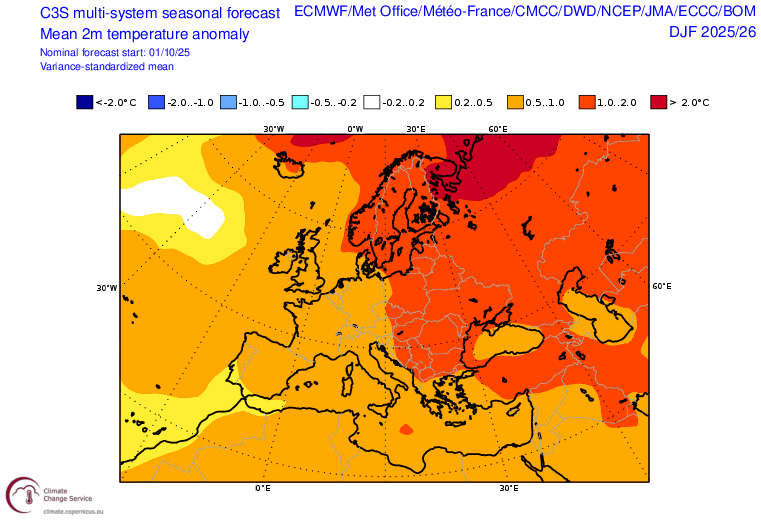 C3S multi-system seasonal forecast ECMWF/Met Office/Météo-France/CMCC/DWD/NCEP/JMA/ECCC/BOM
Mean 2m temperature anomaly DJF 2025/26
Nominal forecast start: 01/10/25
Variance-standardized mean
<-2.0°C -2.0..-1.0 -1.0..-0.5 -0.5..-0.2 -0.2..0.2 0.2..0.5 0.5..1.0 1.0..2.0 > 2.0°C
30°W 0°W 30°E 60°E
30°W 60°E
0°E 30°E
Climate
Change Service
climate.copernicus.eu